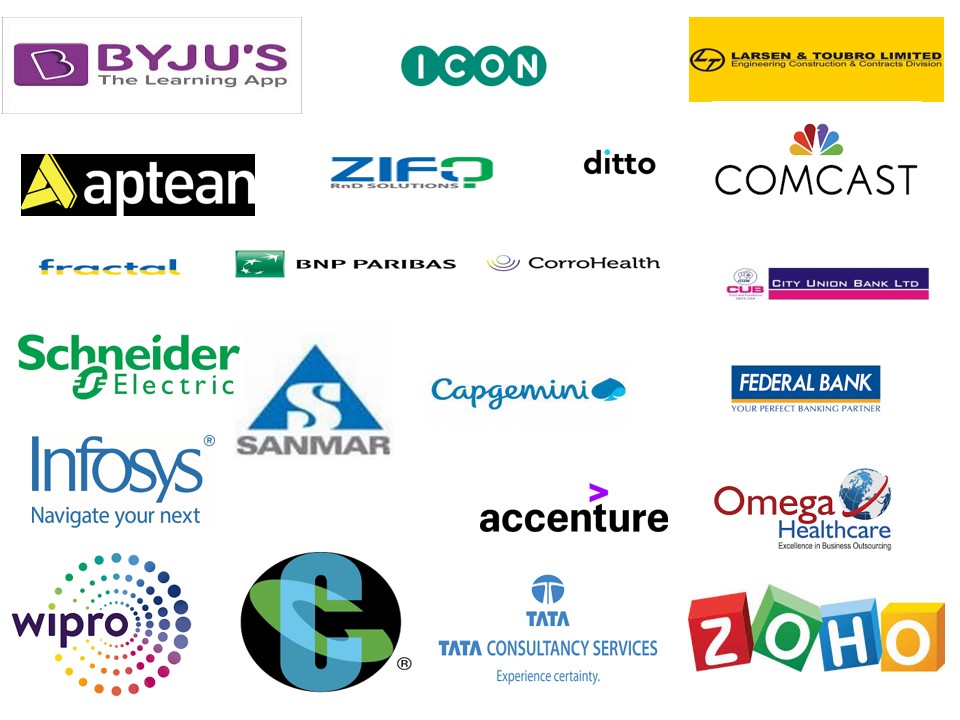 BYJU'S
The Learning App
ICON
L&T
LARSEN & TOUBRO LIMITED
Engineering Construction & Contracts Division
aptean
ZIFO
RnD SOLUTIONS
ditto
COMCAST
fractal
BNP PARIBAS
CorroHealth
CUB
CITY UNION BANK LTD
Schneider
Electric
SANMAR
Capgemini
FEDERAL BANK
YOUR PERFECT BANKING PARTNER
Infosys®
Navigate your next
>
accenture
Omega
Healthcare
Excellence in Business Outsourcing
wipro
C ®
TATA
TATA CONSULTANCY SERVICES
Experience certainty.
ZOHO